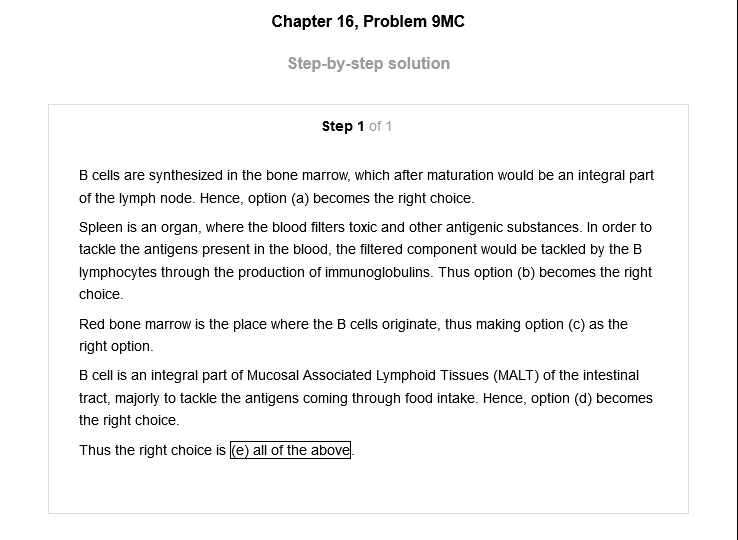 Chapter 16, Problem 9MC
Step-by-step solution
Step 1 of 1
B cells are synthesized in the bone marrow, which after maturation would be an integral part
of the lymph node. Hence, option (a) becomes the right choice.
Spleen is an organ, where the blood filters toxic and other antigenic substances. In order to
tackle the antigens present in the blood, the filtered component would be tackled by the B
lymphocytes through the production of immunoglobulins. Thus option (b) becomes the right
choice.
Red bone marrow is the place where the B cells originate, thus making option (c) as the
right option.
B cell is an integral part of Mucosal Associated Lymphoid Tissues (MALT) of the intestinal
tract, majorly to tackle the antigens coming through food intake. Hence, option (d) becomes
the right choice.
Thus the right choice is (e) all of the above.